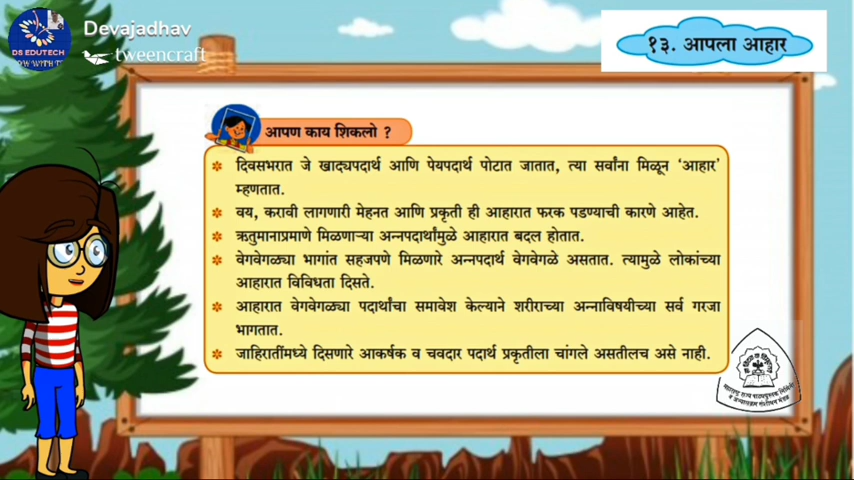 DS EDUTECH
Devajadhav
tweencraft
१३. आपला आहार
आपण काय शिकलो ?
✽ दिवसभरात जे खाद्यपदार्थ आणि पेयपदार्थ पोटात जातात, त्या सर्वांना मिळून ‘आहार’
म्हणतात.
✽ वय, करावी लागणारी मेहनत आणि प्रकृती ही आहारात फरक पडण्याची कारणे आहेत.
✽ ऋतुमानाप्रमाणे मिळणाऱ्या अन्नपदार्थांमुळे आहारात बदल होतात.
✽ वेगवेगळ्या भागांत सहजपणे मिळणारे अन्नपदार्थ वेगवेगळे असतात. त्यामुळे लोकांच्या
आहारात विविधता दिसते.
✽ आहारात वेगवेगळ्या पदार्थांचा समावेश केल्याने शरीराच्या अन्नाविषयीच्या सर्व गरजा
भागतात.
✽ जाहिरातींमध्ये दिसणारे आकर्षक व चवदार पदार्थ प्रकृतीला चांगले असतीलच असे नाही.